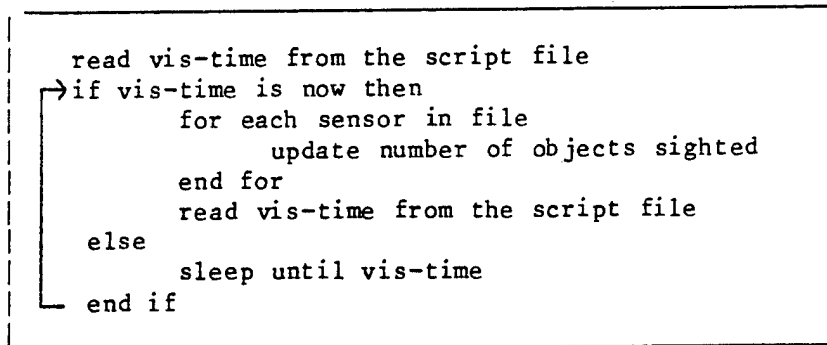 read vis-time from the script file
if vis-time is now then
for each sensor in file
update number of objects sighted
end for
read vis-time from the script file
else
sleep until vis-time
end if